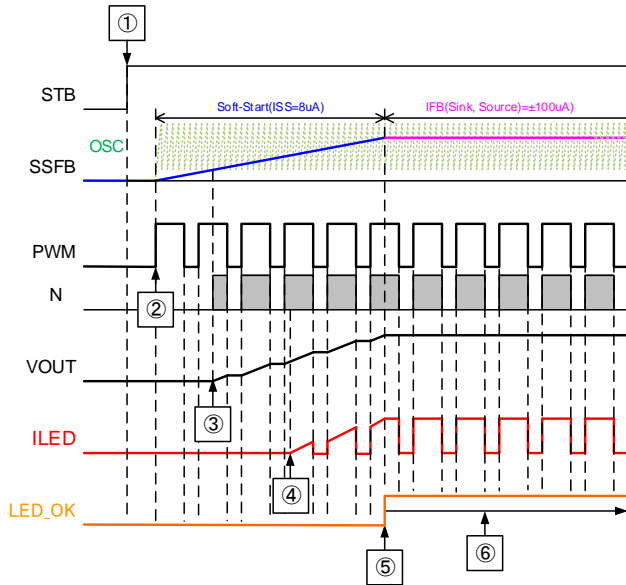 ①
STB
Soft-Start(ISS=8uA)
IFB(Sink, Source)=±100uA)
OSC
SSFB
PWM
N
②
VOUT
③
ILED
④
LED_OK
⑤
⑥